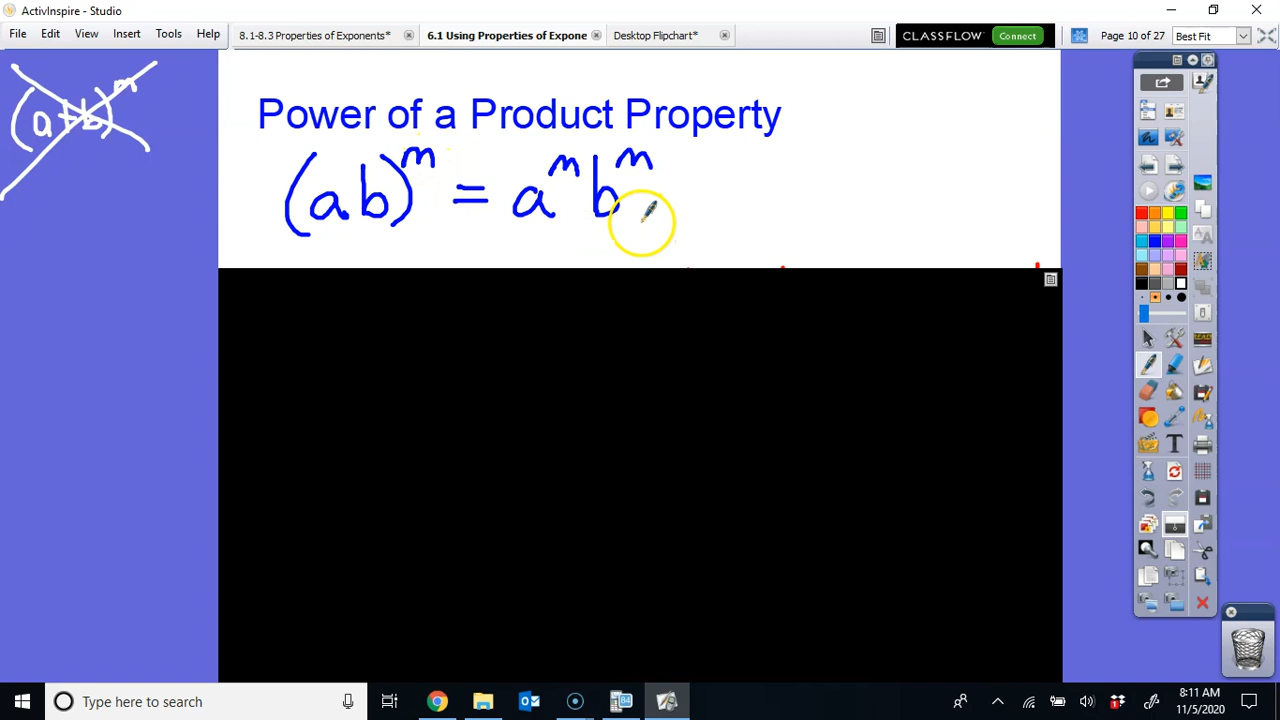 ActivInspire - Studio
File Edit View Insert Tools Help
8.1-8.3 Properties of Exponents*
6.1 Using Properties of Expone
Desktop Flipchart*
CLASSFLOW Connect
Page 10 of 27
Best Fit
(a+b)^m
Power of a Product Property
(a·b)^m = a^m b^m
Type here to search
8:11 AM
11/5/2020